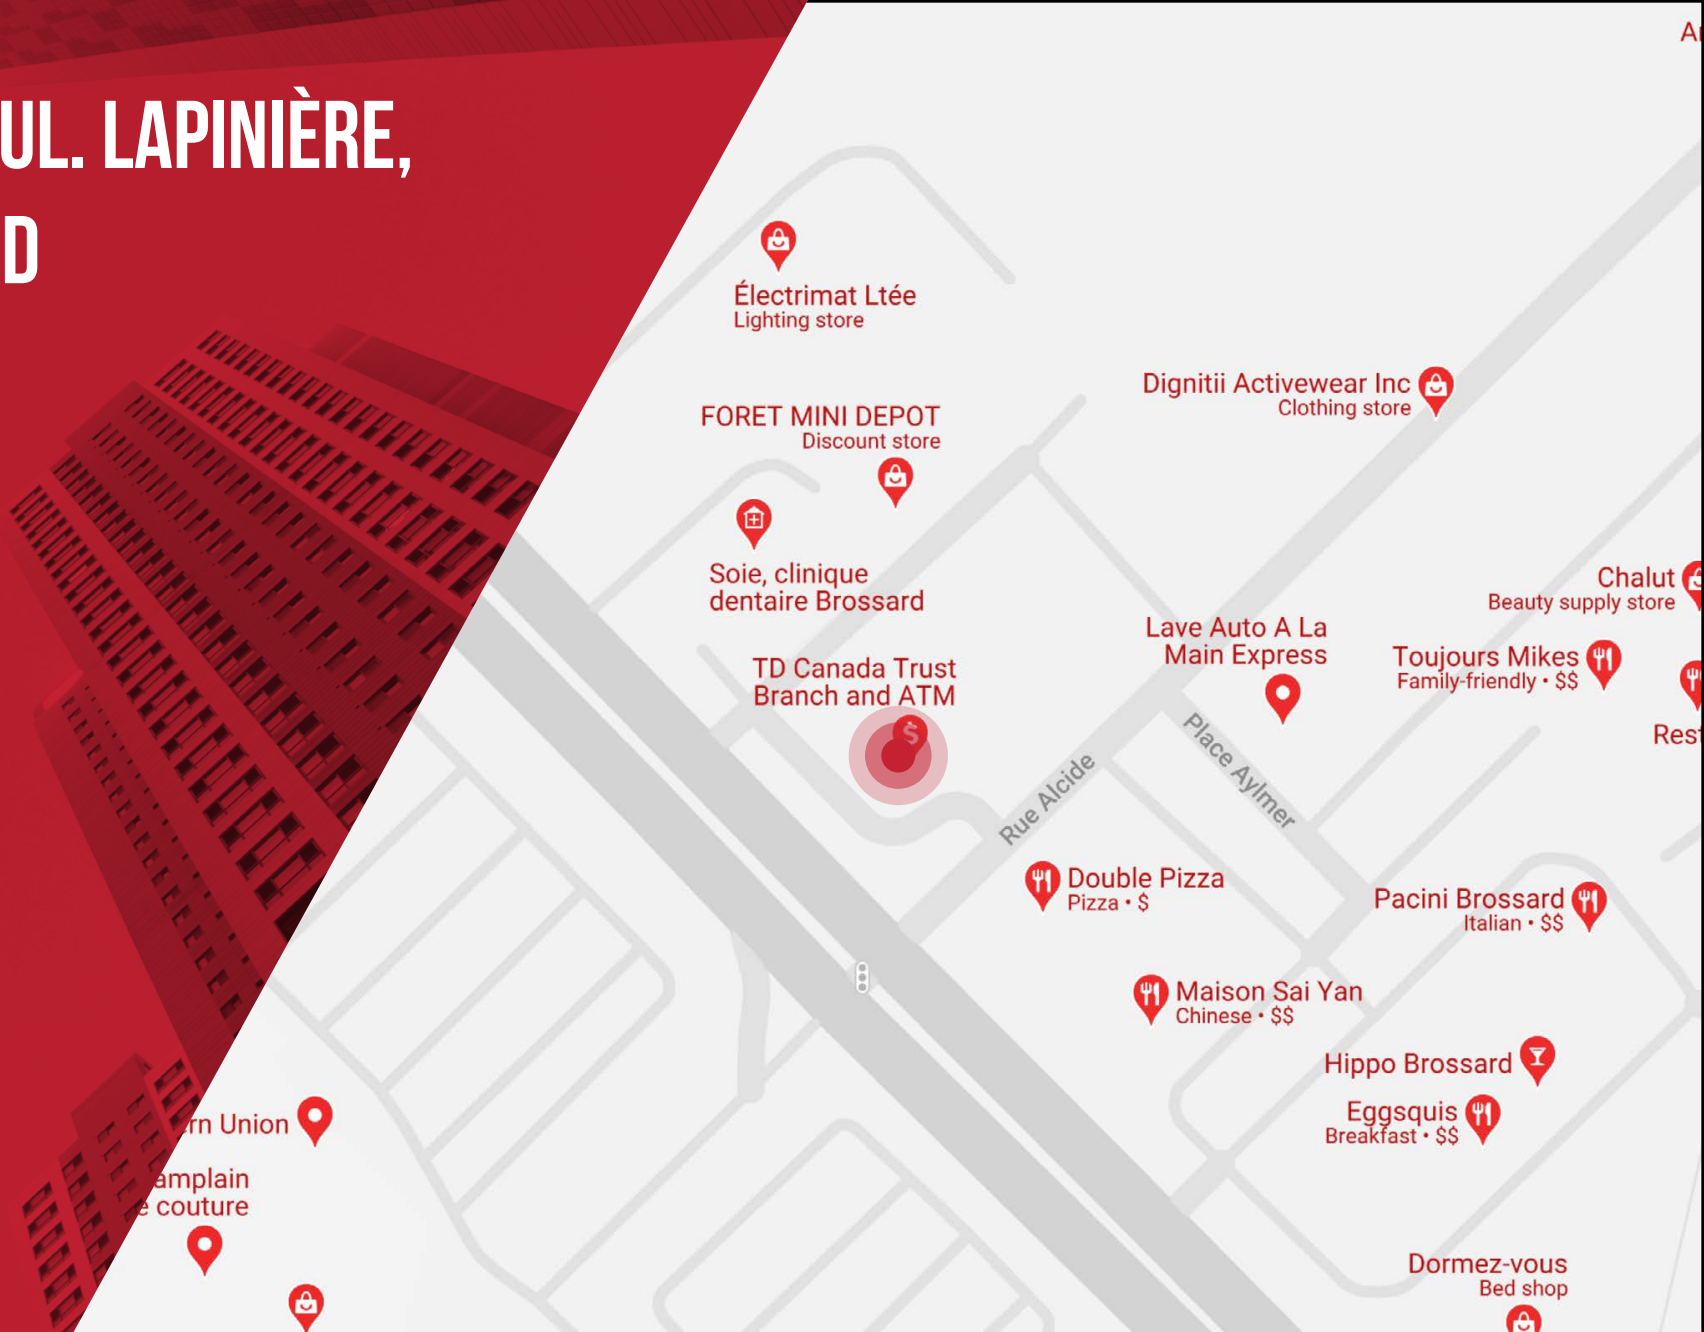 UL. LAPINIÈRE,
D
Électrimat Ltée
Lighting store
Dignitii Activewear Inc
Clothing store
FORET MINI DEPOT
Discount store
Soie, clinique
dentaire Brossard
Chalut
Beauty supply store
Lave Auto A La
Main Express
Toujours Mikes
Family-friendly • $$
TD Canada Trust
Branch and ATM
$
Rest
Place Aylmer
Rue Alcide
Double Pizza
Pizza • $
Pacini Brossard
Italian • $$
Maison Sai Yan
Chinese • $$
Hippo Brossard
Eggsquis
Breakfast • $$
rn Union
amplain
e couture
Dormez-vous
Bed shop